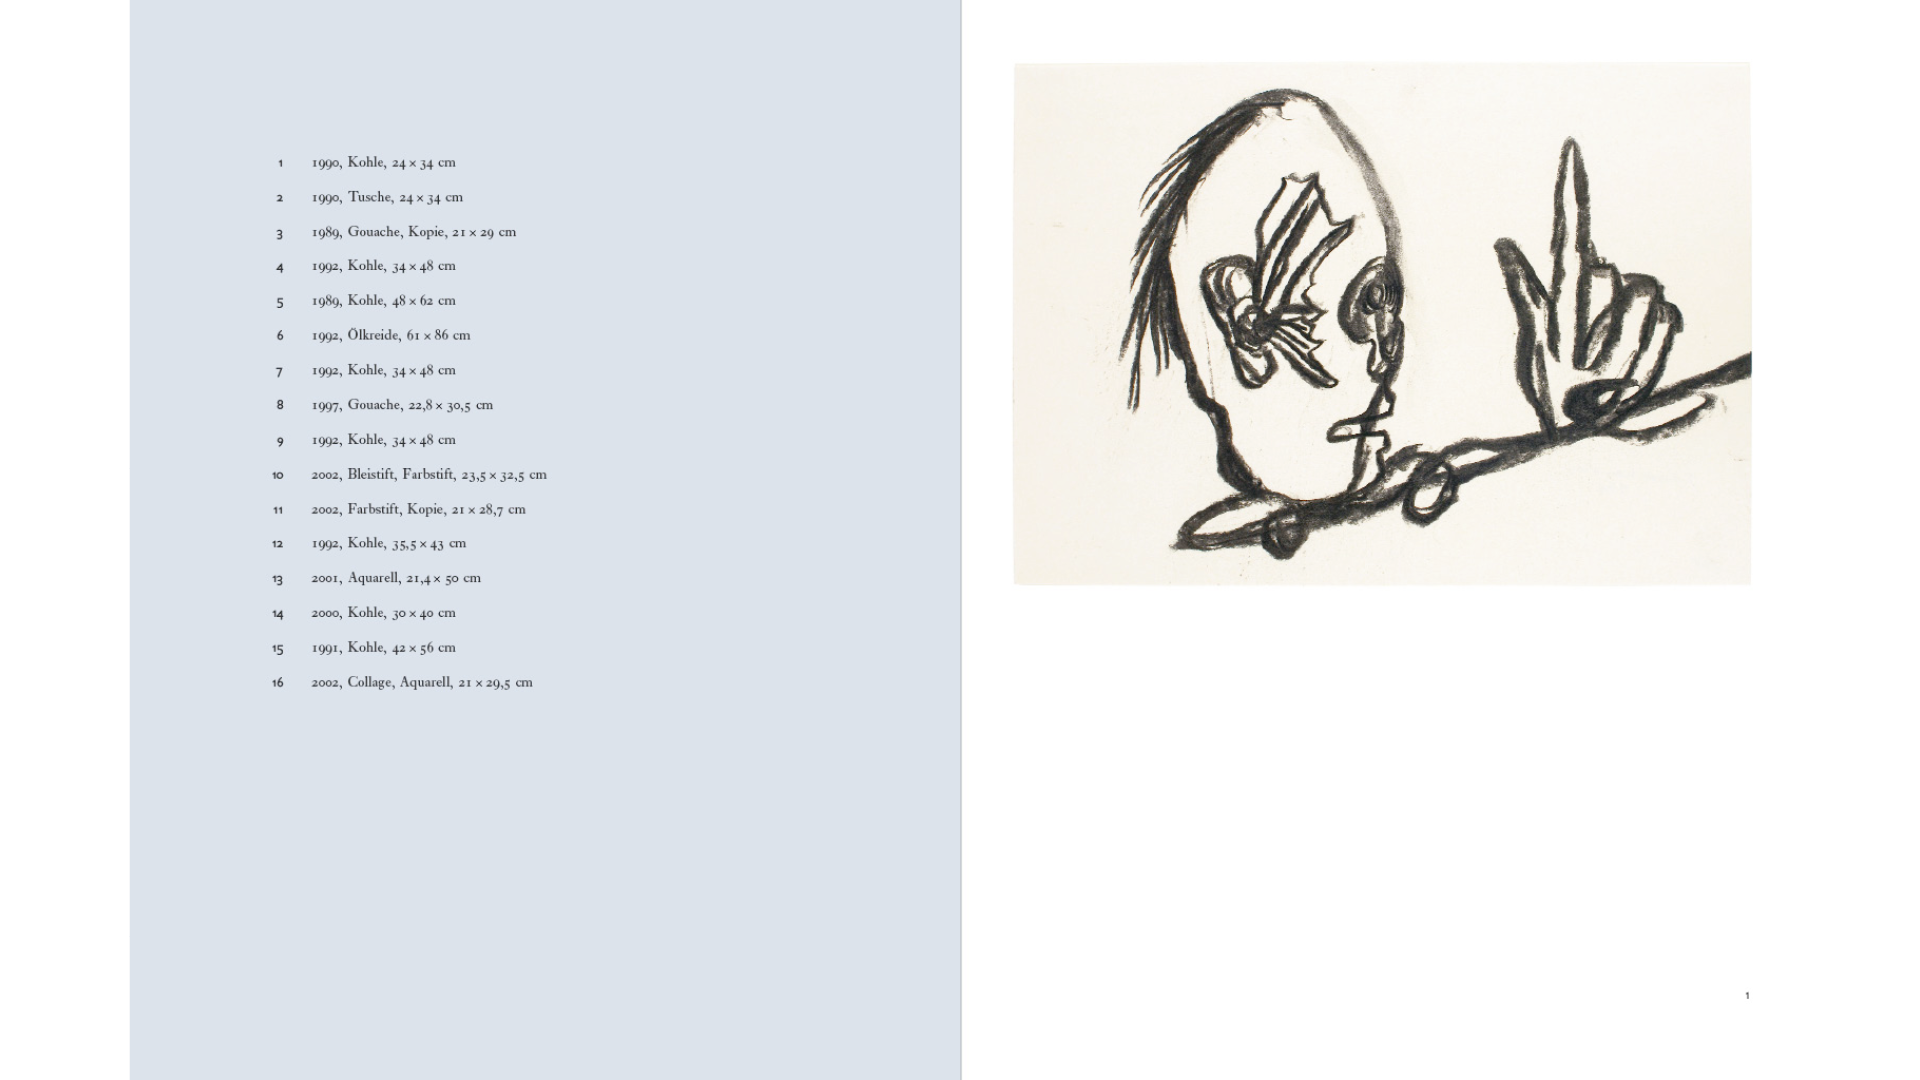 1 1990, Kohle, 24 × 34 cm
2 1990, Tusche, 24 × 34 cm
3 1989, Gouache, Kopie, 21 × 29 cm
4 1992, Kohle, 34 × 48 cm
5 1989, Kohle, 48 × 62 cm
6 1992, Ölkreide, 61 × 86 cm
7 1992, Kohle, 34 × 48 cm
8 1997, Gouache, 22,8 × 30,5 cm
9 1992, Kohle, 34 × 48 cm
10 2002, Bleistift, Farbstift, 23,5 × 32,5 cm
11 2002, Farbstift, Kopie, 21 × 28,7 cm
12 1992, Kohle, 35,5 × 43 cm
13 2001, Aquarell, 21,4 × 50 cm
14 2000, Kohle, 30 × 40 cm
15 1991, Kohle, 42 × 56 cm
16 2002, Collage, Aquarell, 21 × 29,5 cm
1